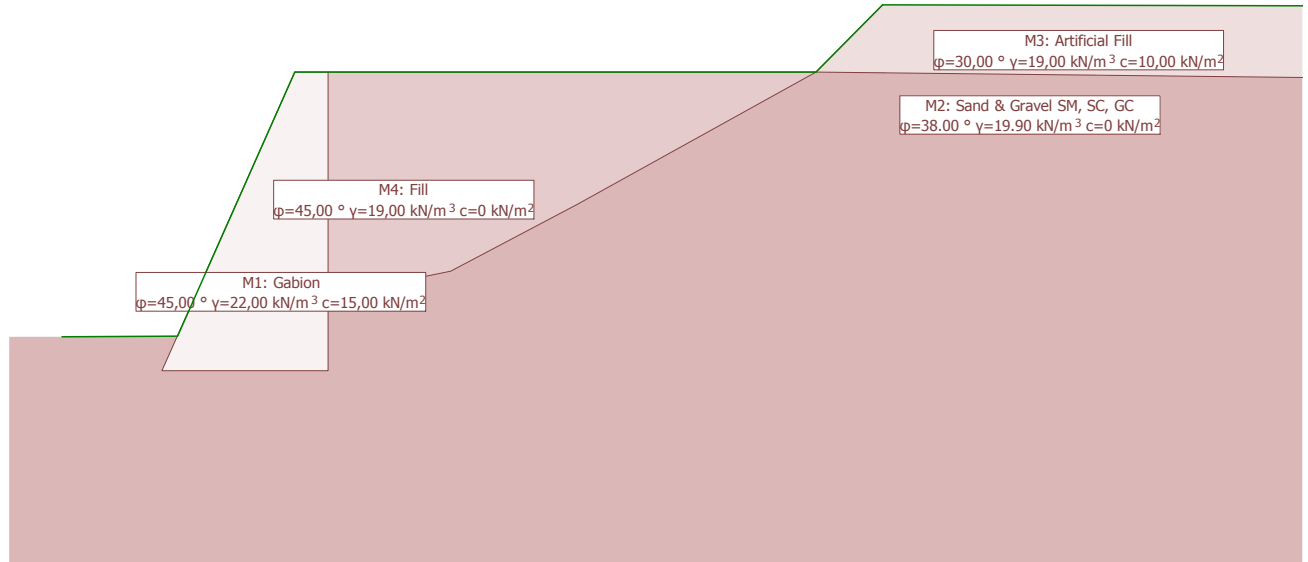 M3: Artificial Fill
φ=30,00 ° γ=19,00 kN/m³ c=10,00 kN/m²
M2: Sand & Gravel SM, SC, GC
φ=38.00 ° γ=19.90 kN/m³ c=0 kN/m²
M4: Fill
φ=45,00 ° γ=19,00 kN/m³ c=0 kN/m²
M1: Gabion
φ=45,00 ° γ=22,00 kN/m³ c=15,00 kN/m²